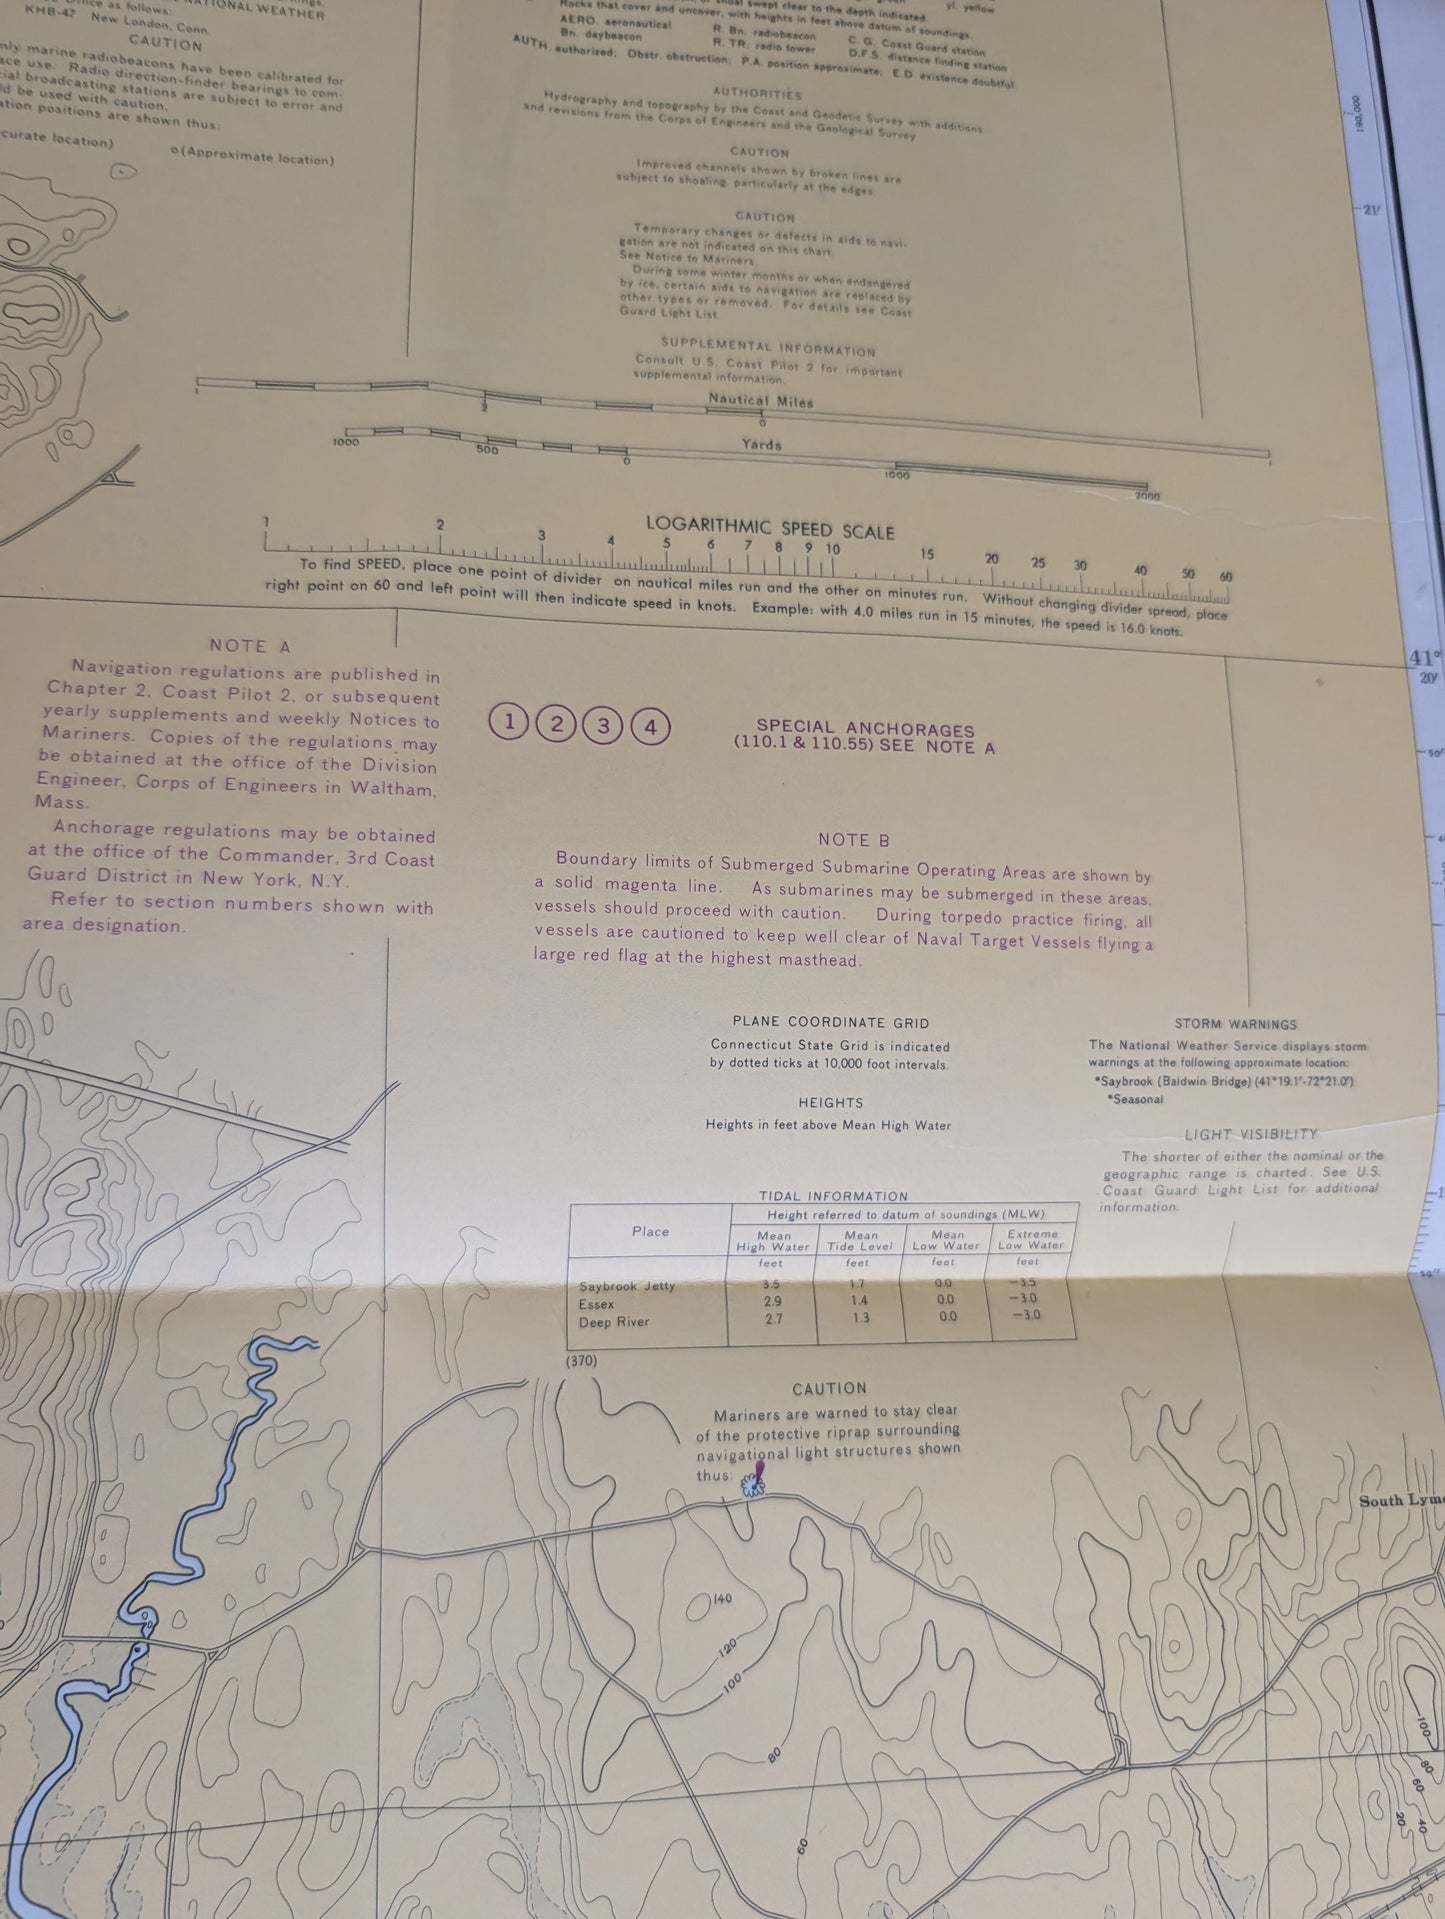 Office as follows:
NATIONAL WEATHER
KHB-47 New London, Conn.
CAUTION
marine radiobeacons have been calibrated for
use. Radio direction-finder bearings to com-
broadcasting stations are subject to error and
be used with caution.
positions are shown thus:
location)
o(Approximate location)
yl. yellow
swept clear to the depth indicated.
Rocks that cover and uncover, with heights in feet above datum of soundings.
AERO. aeronautical R. Bn. radiobeacon C. G. Coast Guard station
Bn. daybeacon R. TR. radio tower D.F.S. distance finding station
AUTH. authorized; Obstr. obstruction; P.A. position approximate; E.D. existence doubtful
AUTHORITIES
Hydrography and topography by the Coast and Geodetic Survey with additions
and revisions from the Corps of Engineers and the Geological Survey
CAUTION
Improved channels shown by broken lines are
subject to shoaling, particularly at the edges.
CAUTION
Temporary changes or defects in aids to navi-
gation are not indicated on this chart.
See Notice to Mariners.
During some winter months or when endangered
by ice, certain aids to navigation are replaced by
other types or removed. For details see Coast
Guard Light List.
SUPPLEMENTAL INFORMATION
Consult U.S. Coast Pilot 2 for important
supplemental information.
21'
Nautical Miles
1 ½ 0 1
Yards
1000 500 0 1000 2000
LOGARITHMIC SPEED SCALE
1 2 3 4 5 6 7 8 9 10 15 20 25 30 40 50 60
To find SPEED, place one point of divider on nautical miles run and the other on minutes run. Without changing divider spread, place
right point on 60 and left point will then indicate speed in knots. Example: with 4.0 miles run in 15 minutes, the speed is 16.0 knots.
41°
20'
50"
NOTE A
Navigation regulations are published in
Chapter 2, Coast Pilot 2, or subsequent
yearly supplements and weekly Notices to
Mariners. Copies of the regulations may
be obtained at the office of the Division
Engineer, Corps of Engineers in Waltham,
Mass.
Anchorage regulations may be obtained
at the office of the Commander, 3rd Coast
Guard District in New York, N.Y.
Refer to section numbers shown with
area designation.
1 2 3 4
SPECIAL ANCHORAGES
(110.1 & 110.55) SEE NOTE A
NOTE B
Boundary limits of Submerged Submarine Operating Areas are shown by
a solid magenta line. As submarines may be submerged in these areas,
vessels should proceed with caution. During torpedo practice firing, all
vessels are cautioned to keep well clear of Naval Target Vessels flying a
large red flag at the highest masthead.
PLANE COORDINATE GRID
Connecticut State Grid is indicated
by dotted ticks at 10,000 foot intervals.
HEIGHTS
Heights in feet above Mean High Water
STORM WARNINGS
The National Weather Service displays storm
warnings at the following approximate location:
*Saybrook (Baldwin Bridge) (41°19.1'-72°21.0')
*Seasonal
LIGHT VISIBILITY
The shorter of either the nominal or the
geographic range is charted. See U.S.
Coast Guard Light List for additional
information.
TIDAL INFORMATION
Place
Height referred to datum of soundings (MLW)
Mean High Water Mean Tide Level Mean Low Water Extreme Low Water
feet feet feet feet
Saybrook Jetty 3.5 1.7 0.0 −3.5
Essex 2.9 1.4 0.0 −3.0
Deep River 2.7 1.3 0.0 −3.0
(370)
CAUTION
Mariners are warned to stay clear
of the protective riprap surrounding
navigational light structures shown
thus:
South Lyme
140
120
100
80
60
100
80
60
40
20